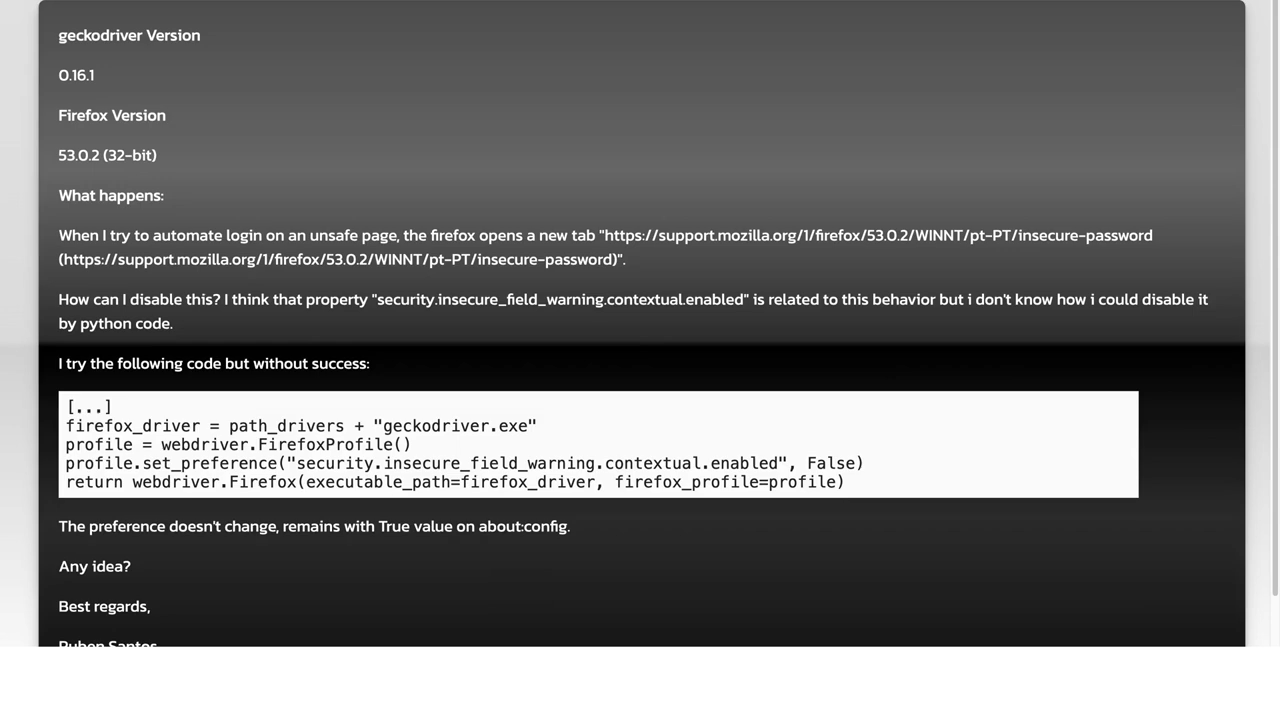 geckodriver Version
0.16.1
Firefox Version
53.0.2 (32-bit)
What happens:
When I try to automate login on an unsafe page, the firefox opens a new tab "https://support.mozilla.org/1/firefox/53.0.2/WINNT/pt-PT/insecure-password
(https://support.mozilla.org/1/firefox/53.0.2/WINNT/pt-PT/insecure-password)".
How can I disable this? I think that property "security.insecure_field_warning.contextual.enabled" is related to this behavior but i don't know how i could disable it
by python code.
I try the following code but without success:
[...]
firefox_driver = path_drivers + "geckodriver.exe"
profile = webdriver.FirefoxProfile()
profile.set_preference("security.insecure_field_warning.contextual.enabled", False)
return webdriver.Firefox(executable_path=firefox_driver, firefox_profile=profile)
The preference doesn't change, remains with True value on about:config.
Any idea?
Best regards,
Ruben Santos